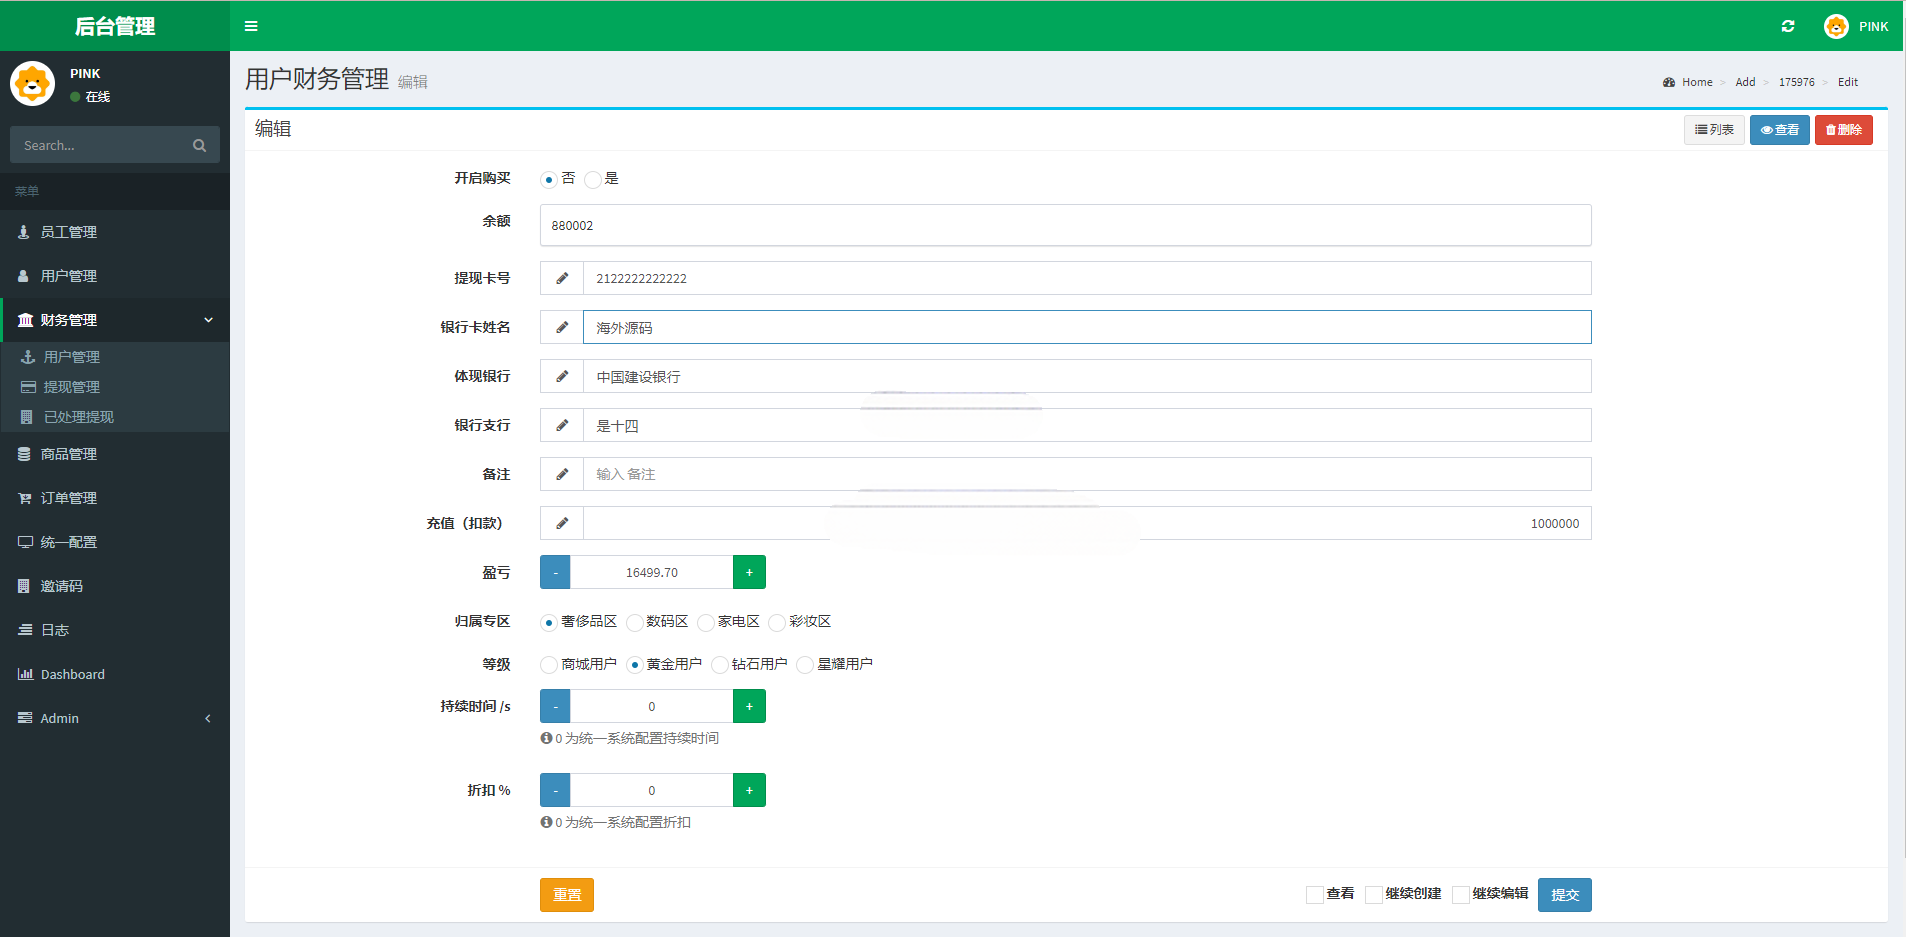 后台管理
PINK
PINK
在线
Search...
菜单
员工管理
用户管理
财务管理
用户管理
提现管理
已处理提现
商品管理
订单管理
统一配置
邀请码
日志
Dashboard
Admin
用户财务管理 编辑
Home > Add > 175976 > Edit
编辑
列表 查看 删除
开启购买 否 是
余额 880002
提现卡号 2122222222222
银行卡姓名 海外源码
体现银行 中国建设银行
银行支行 是十四
备注 输入 备注
充值（扣款） 1000000
盈亏 - 16499.70 +
归属专区 奢侈品区 数码区 家电区 彩妆区
等级 商城用户 黄金用户 钻石用户 星耀用户
持续时间 /s - 0 +
0 为统一系统配置持续时间
折扣 % - 0 +
0 为统一系统配置折扣
重置 查看 继续创建 继续编辑 提交